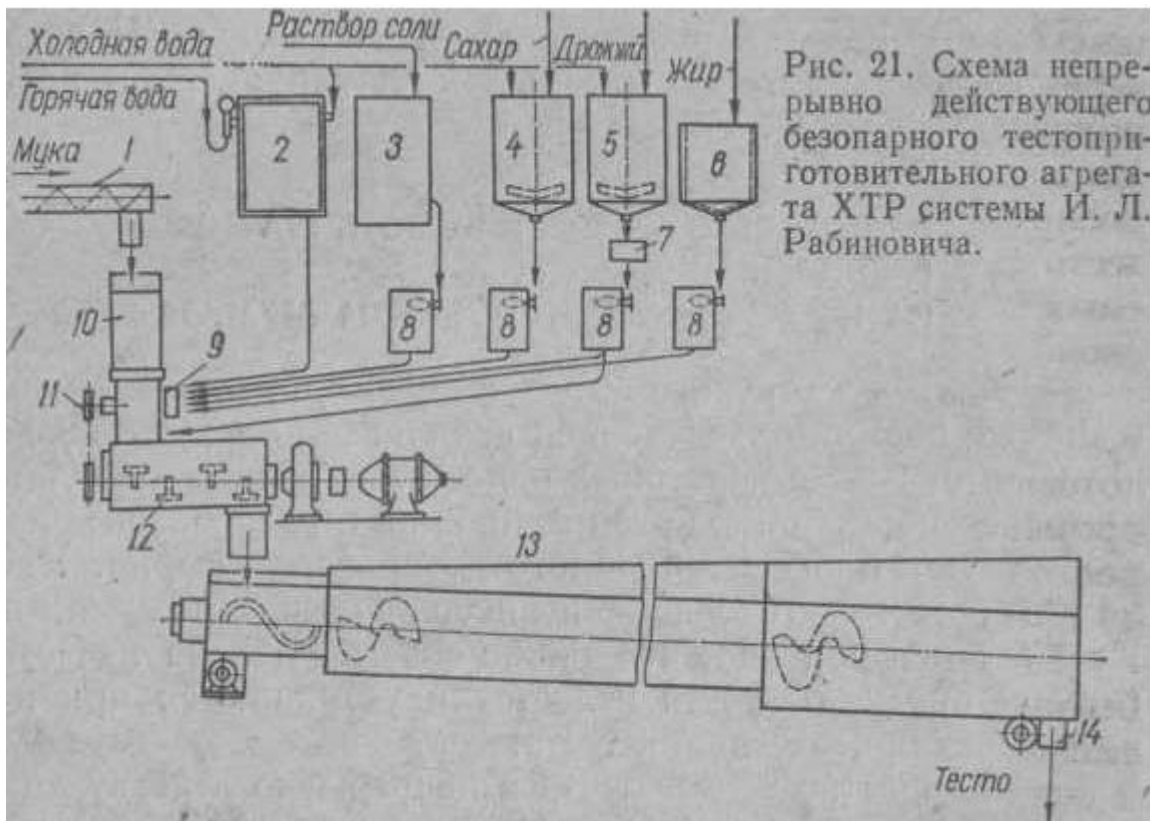 Холодная вода
Раствор соли
Сахар
Дрожжи
Жир
Горячая вода
Мука
1
2
3
4
5
6
7
8
8
8
8
9
10
11
12
13
14
Тесто
Рис. 21. Схема непре-
рывно действующего
безопарного тестопри-
готовительного агрега-
та ХТР системы И. Л.
Рабиновича.